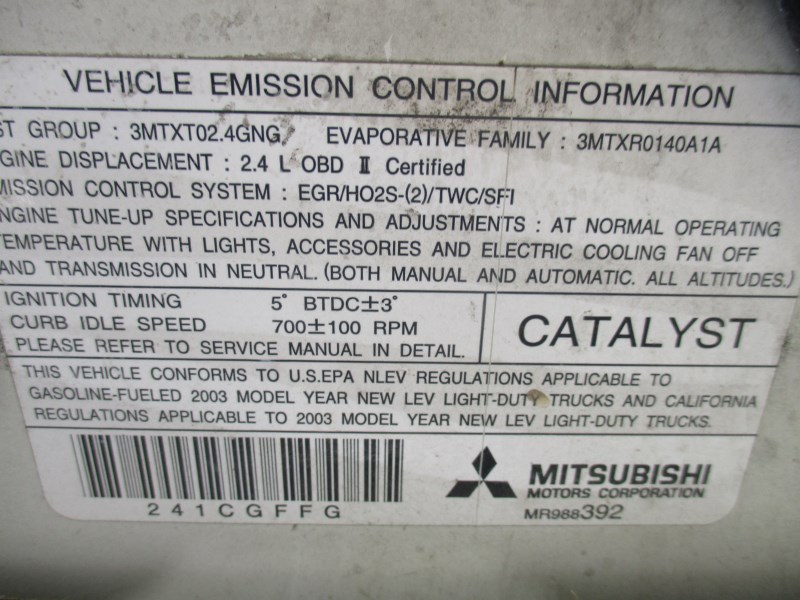 VEHICLE EMISSION CONTROL INFORMATION
ST GROUP : 3MTXT02.4GNG EVAPORATIVE FAMILY : 3MTXR0140A1A
NGINE DISPLACEMENT : 2.4 L OBD II Certified
MISSION CONTROL SYSTEM : EGR/HO2S-(2)/TWC/SFI
NGINE TUNE-UP SPECIFICATIONS AND ADJUSTMENTS : AT NORMAL OPERATING
TEMPERATURE WITH LIGHTS, ACCESSORIES AND ELECTRIC COOLING FAN OFF
AND TRANSMISSION IN NEUTRAL. (BOTH MANUAL AND AUTOMATIC. ALL ALTITUDES.)
IGNITION TIMING 5° BTDC±3°
CURB IDLE SPEED 700±100 RPM
PLEASE REFER TO SERVICE MANUAL IN DETAIL.
CATALYST
THIS VEHICLE CONFORMS TO U.S.EPA NLEV REGULATIONS APPLICABLE TO
GASOLINE-FUELED 2003 MODEL YEAR NEW LEV LIGHT-DUTY TRUCKS AND CALIFORNIA
REGULATIONS APPLICABLE TO 2003 MODEL YEAR NEW LEV LIGHT-DUTY TRUCKS.
241CGFFG
MITSUBISHI
MOTORS CORPORATION
MR988392